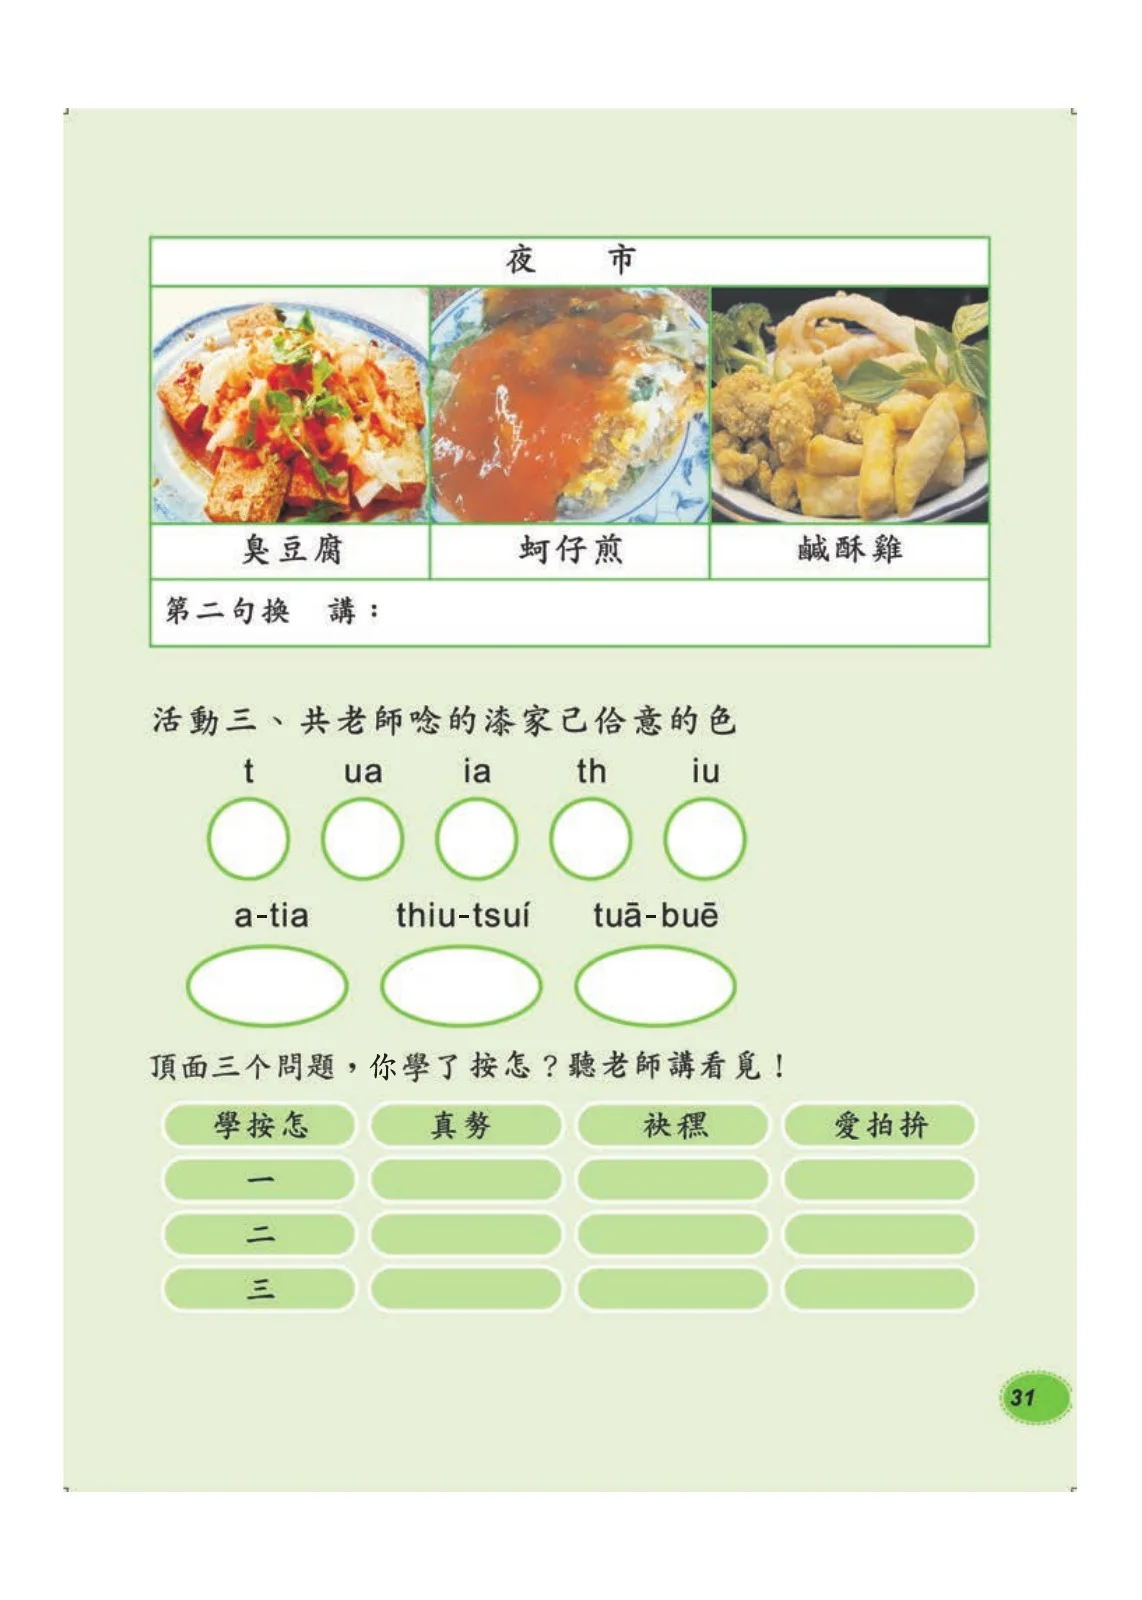 夜 市
臭豆腐 蚵仔煎 鹹酥雞
第二句換 講：
活動三、共老師唸的漆家己佮意的色
t ua ia th iu
a-tia thiu-tsuí tuā-buē
頂面三个問題，你學了按怎？聽老師講看覓！
學按怎 真勢 袂穤 愛拍拚
一
二
三
31